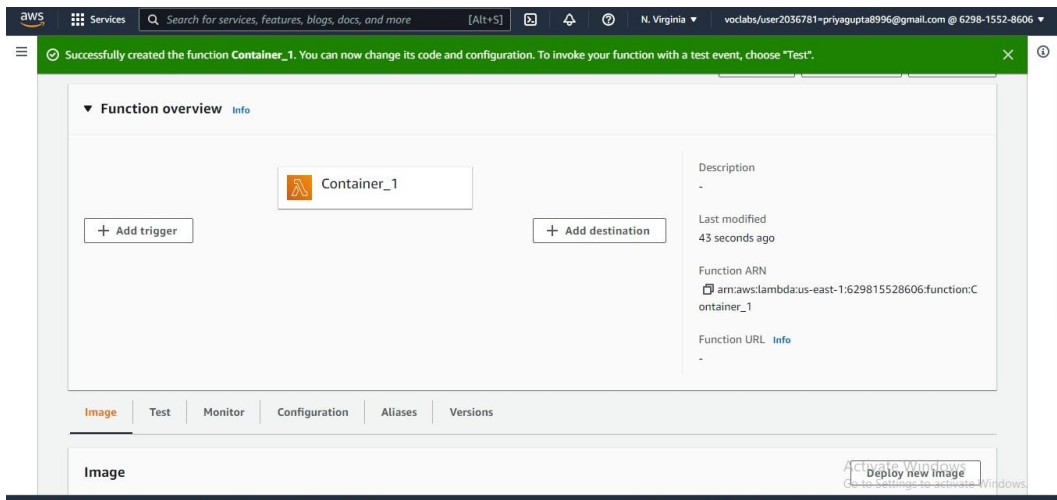 aws
Services
Search for services, features, blogs, docs, and more [Alt+S]
N. Virginia ▼
voclabs/user2036781=priyagupta8996@gmail.com @ 6298-1552-8606 ▼
Successfully created the function Container_1. You can now change its code and configuration. To invoke your function with a test event, choose "Test".
▼ Function overview Info
Container_1
+ Add trigger
+ Add destination
Description
-
Last modified
43 seconds ago
Function ARN
arn:aws:lambda:us-east-1:629815528606:function:C
ontainer_1
Function URL Info
-
Image Test Monitor Configuration Aliases Versions
Image
Deploy new image
Activate Windows
Go to Settings to activate Windows.